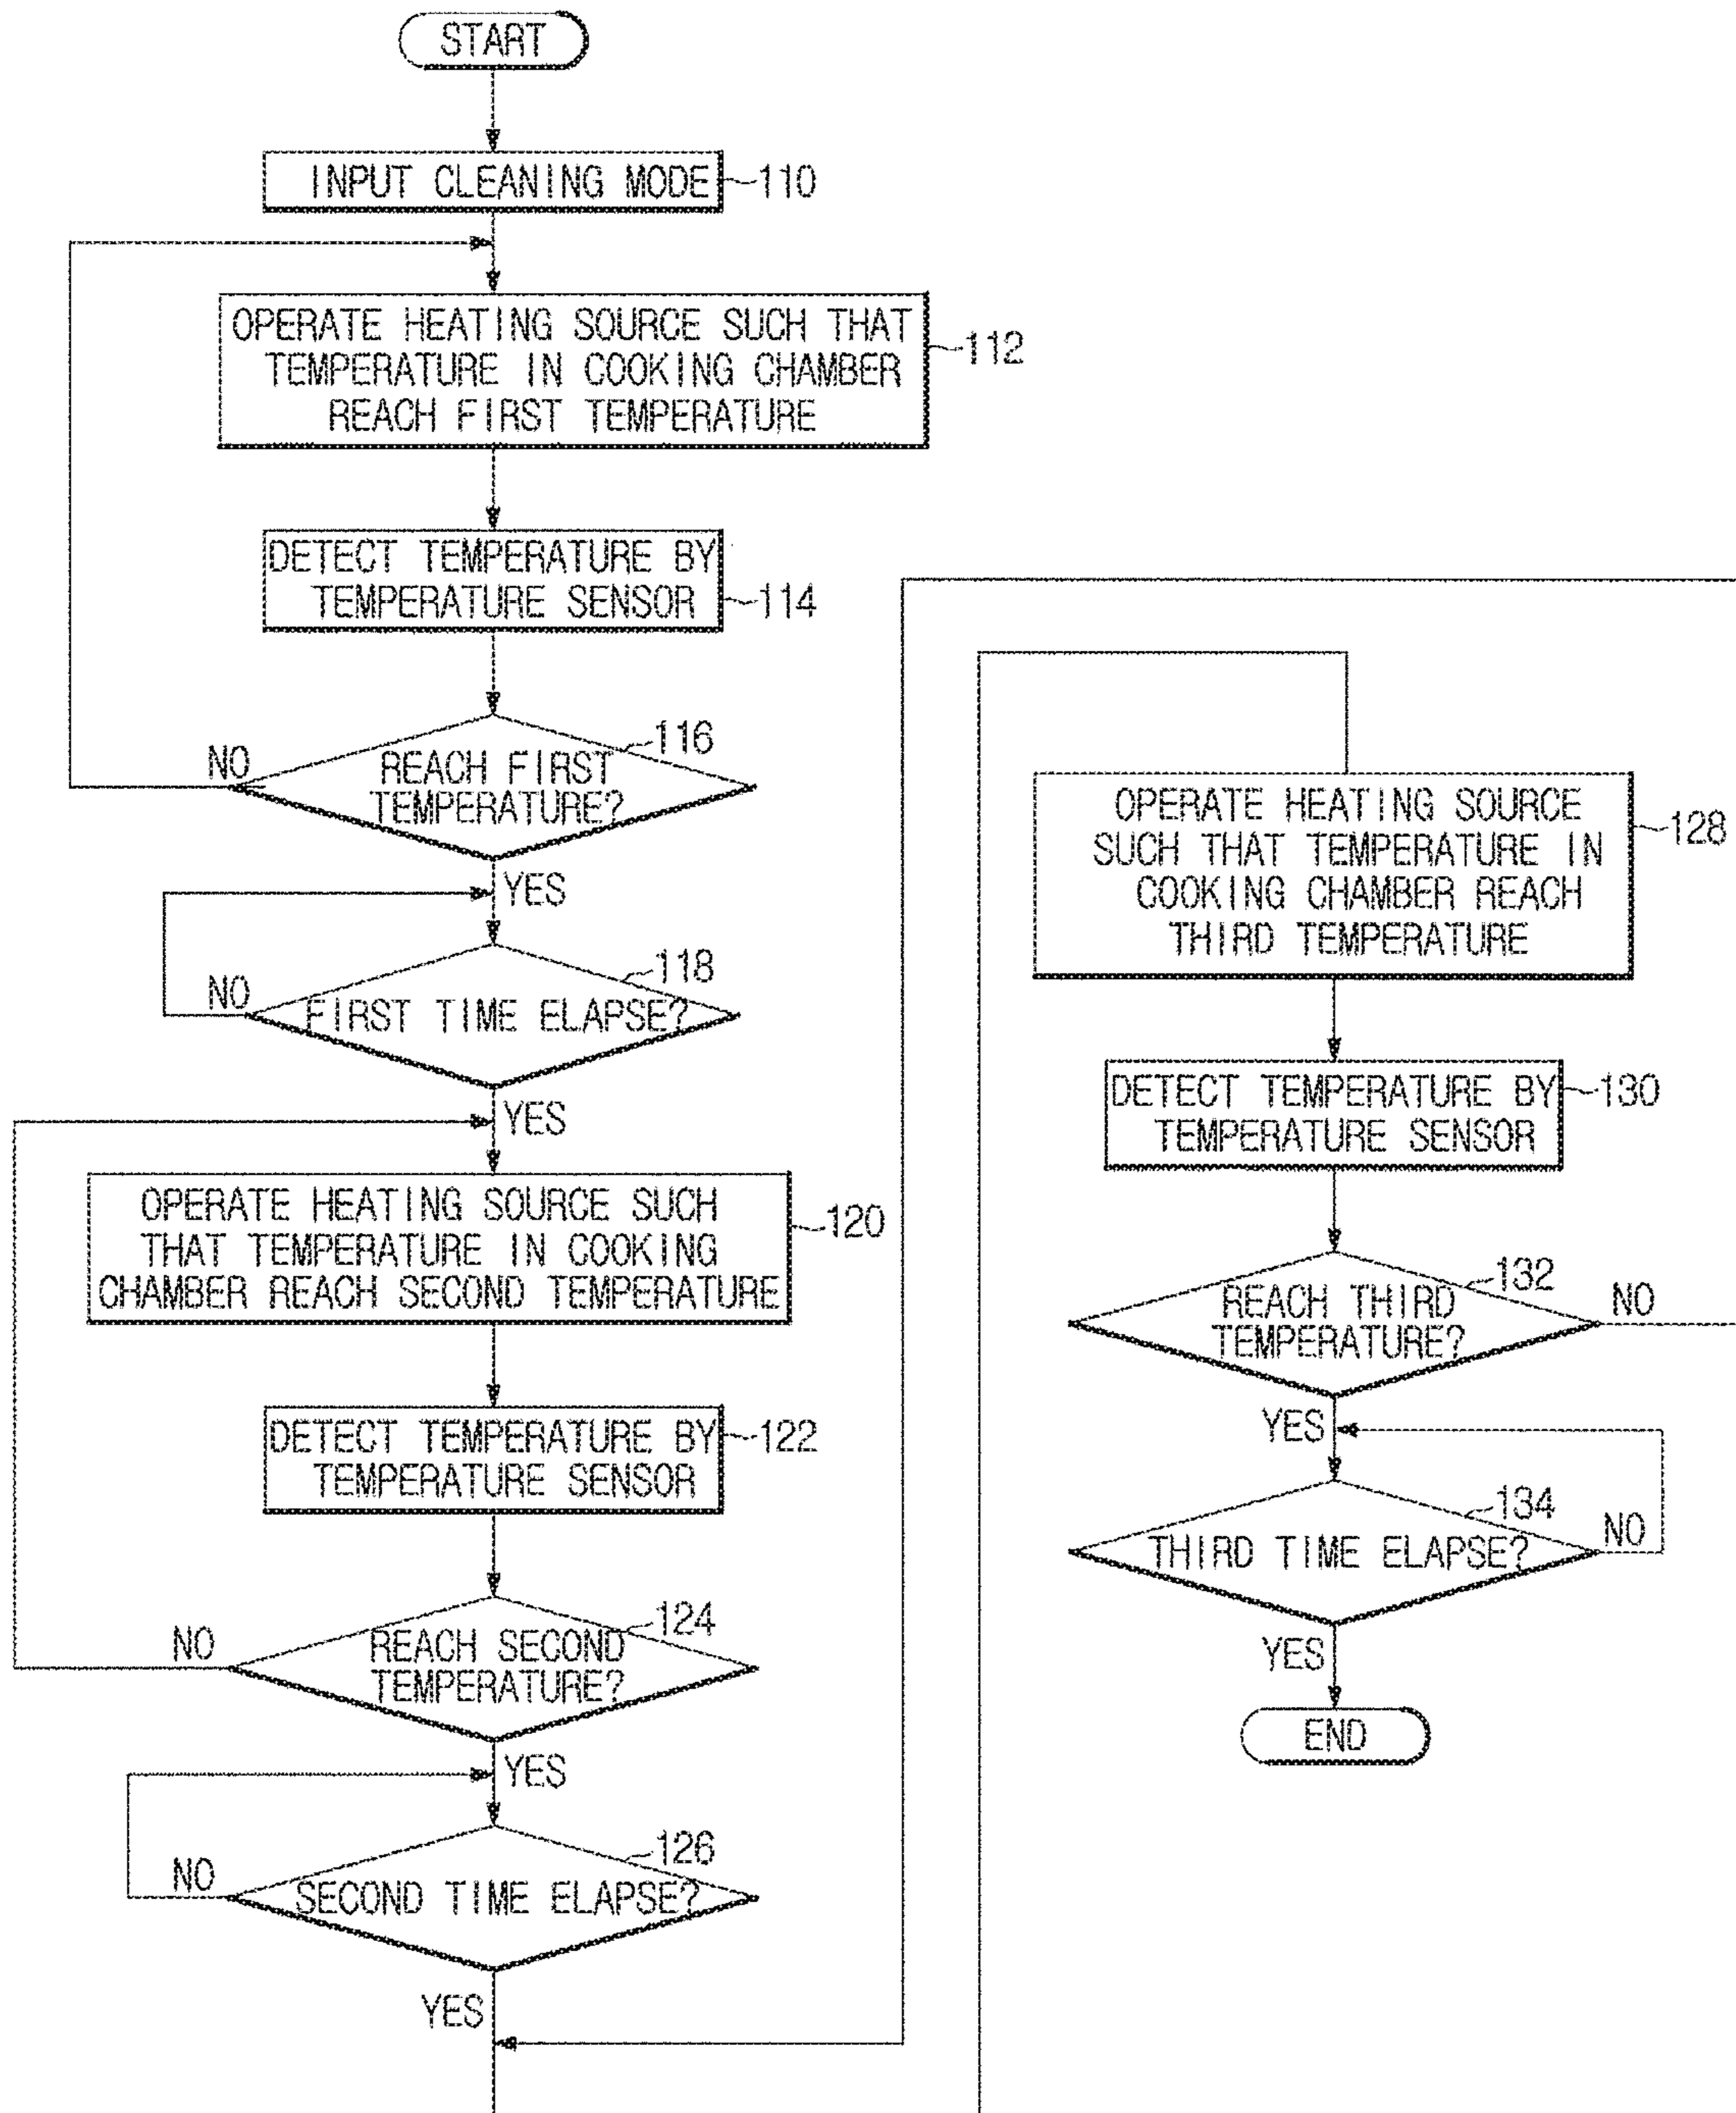 START
INPUT CLEANING MODE
110
OPERATE HEATING SOURCE SUCH THAT
TEMPERATURE IN COOKING CHAMBER
REACH FIRST TEMPERATURE
112
DETECT TEMPERATURE BY
TEMPERATURE SENSOR
114
116
NO
REACH FIRST
TEMPERATURE?
YES
118
NO
FIRST TIME ELAPSE?
YES
OPERATE HEATING SOURCE SUCH
THAT TEMPERATURE IN COOKING
CHAMBER REACH SECOND TEMPERATURE
120
DETECT TEMPERATURE BY
TEMPERATURE SENSOR
122
124
NO
REACH SECOND
TEMPERATURE?
YES
126
NO
SECOND TIME ELAPSE?
YES
OPERATE HEATING SOURCE
SUCH THAT TEMPERATURE IN
COOKING CHAMBER REACH
THIRD TEMPERATURE
128
DETECT TEMPERATURE BY
TEMPERATURE SENSOR
130
132
REACH THIRD
TEMPERATURE?
NO
YES
134
THIRD TIME ELAPSE?
NO
YES
END